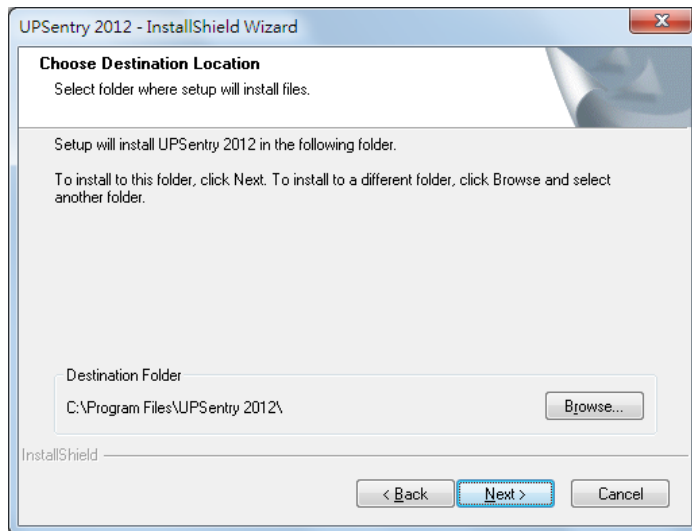 UPSentry 2012 - InstallShield Wizard
Choose Destination Location
Select folder where setup will install files.
Setup will install UPSentry 2012 in the following folder.
To install to this folder, click Next. To install to a different folder, click Browse and select
another folder.
Destination Folder
C:\Program Files\UPSentry 2012\
Browse...
InstallShield
< Back
Next >
Cancel